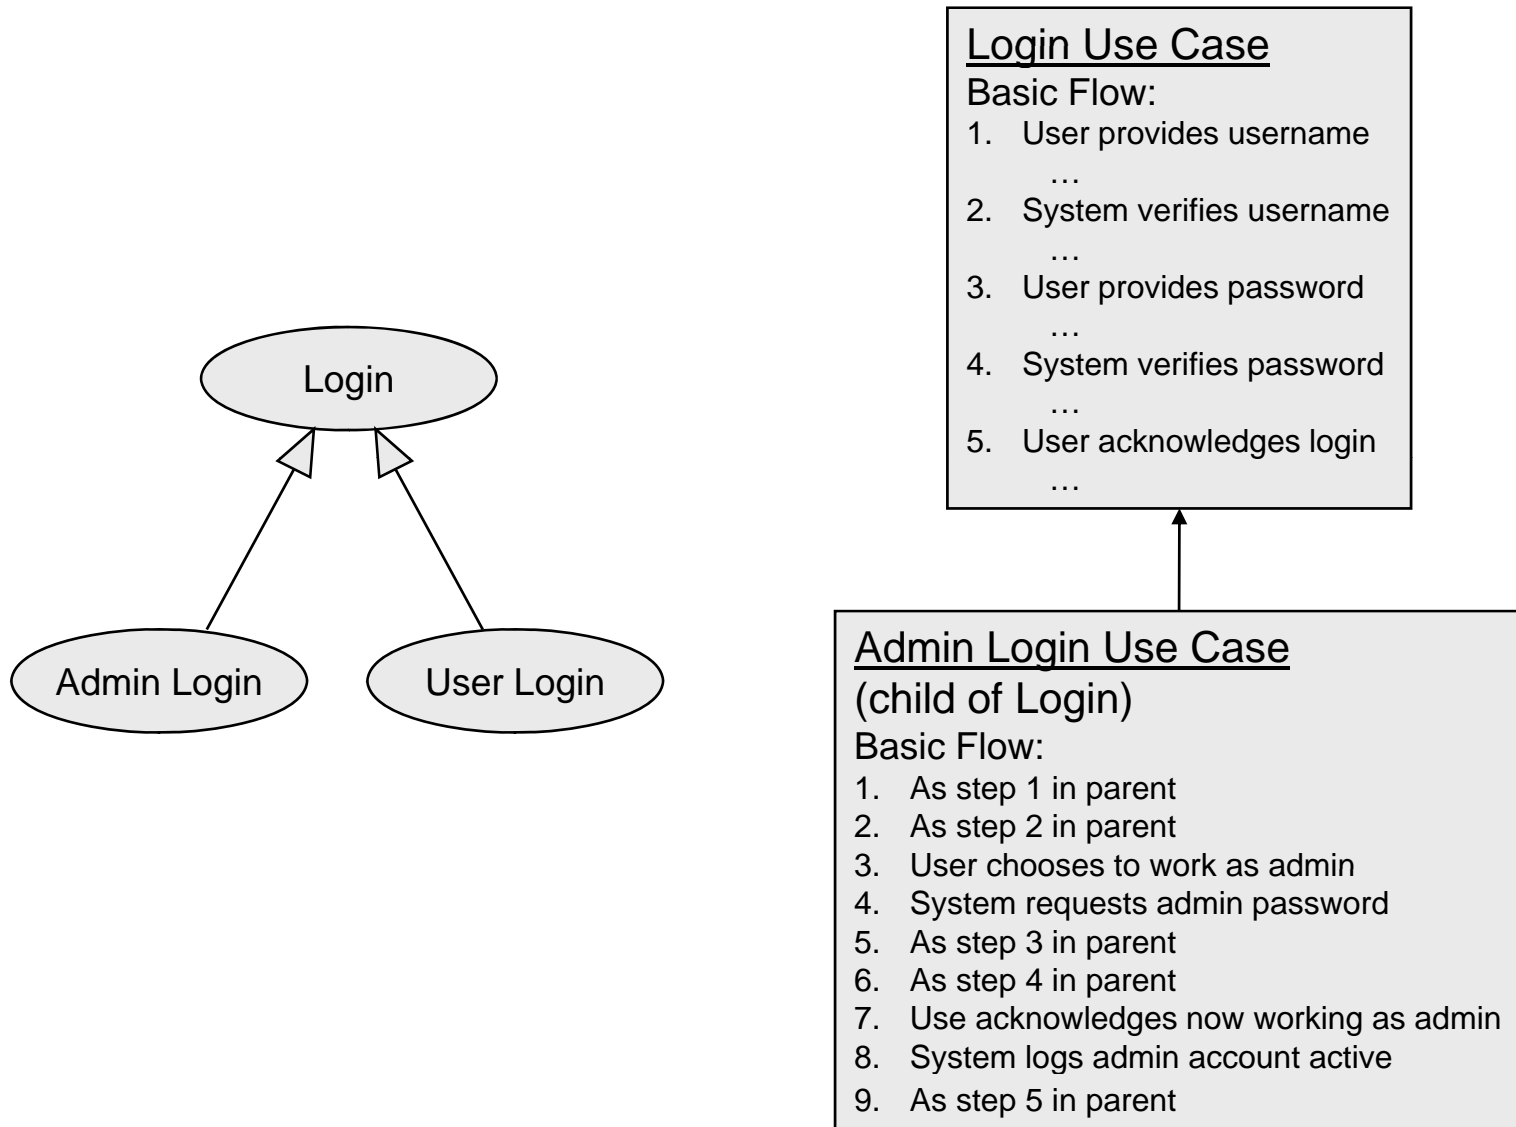 Login
Admin Login
User Login
Login Use Case
Basic Flow:
1. User provides username
…
2. System verifies username
…
3. User provides password
…
4. System verifies password
…
5. User acknowledges login
…
Admin Login Use Case
(child of Login)
Basic Flow:
1. As step 1 in parent
2. As step 2 in parent
3. User chooses to work as admin
4. System requests admin password
5. As step 3 in parent
6. As step 4 in parent
7. Use acknowledges now working as admin
8. System logs admin account active
9. As step 5 in parent